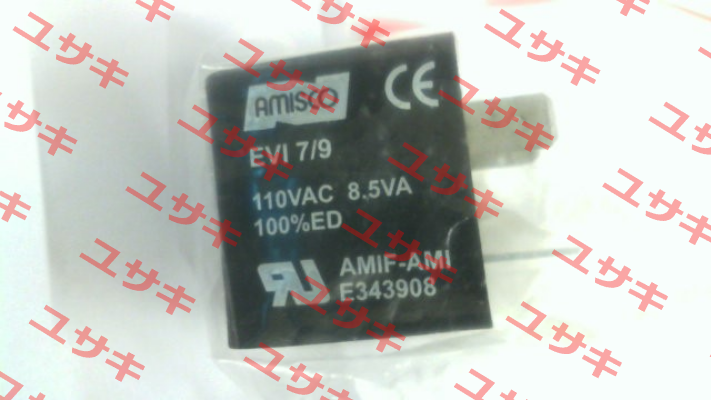 AMISCO
CE
EVI 7/9
110VAC 8.5VA
100%ED
AMIF-AMI
E343908
ユサキ